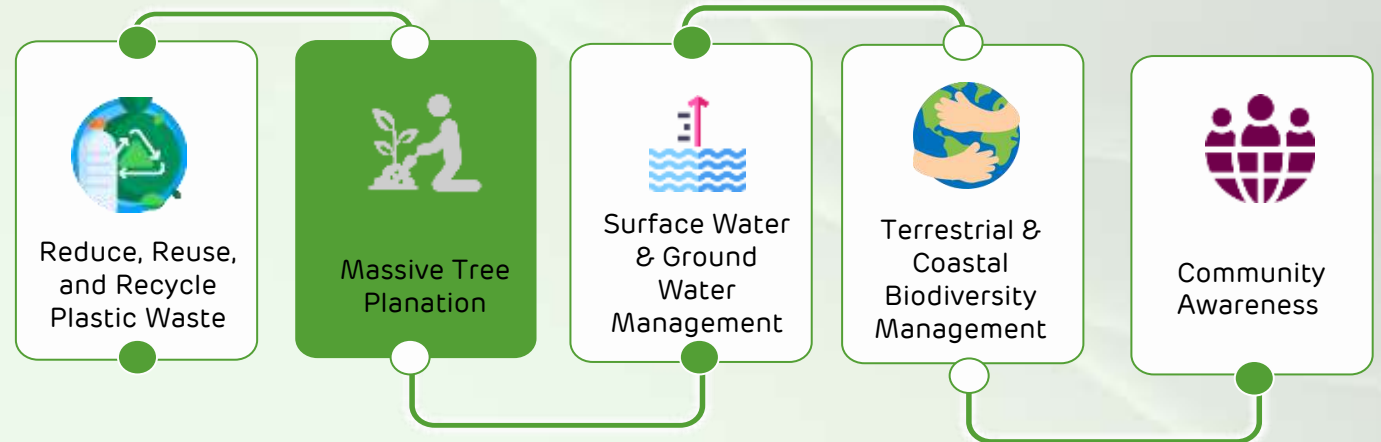 Reduce, Reuse,
and Recycle
Plastic Waste
Massive Tree
Planation
Surface Water
& Ground
Water
Management
Terrestrial &
Coastal
Biodiversity
Management
Community
Awareness